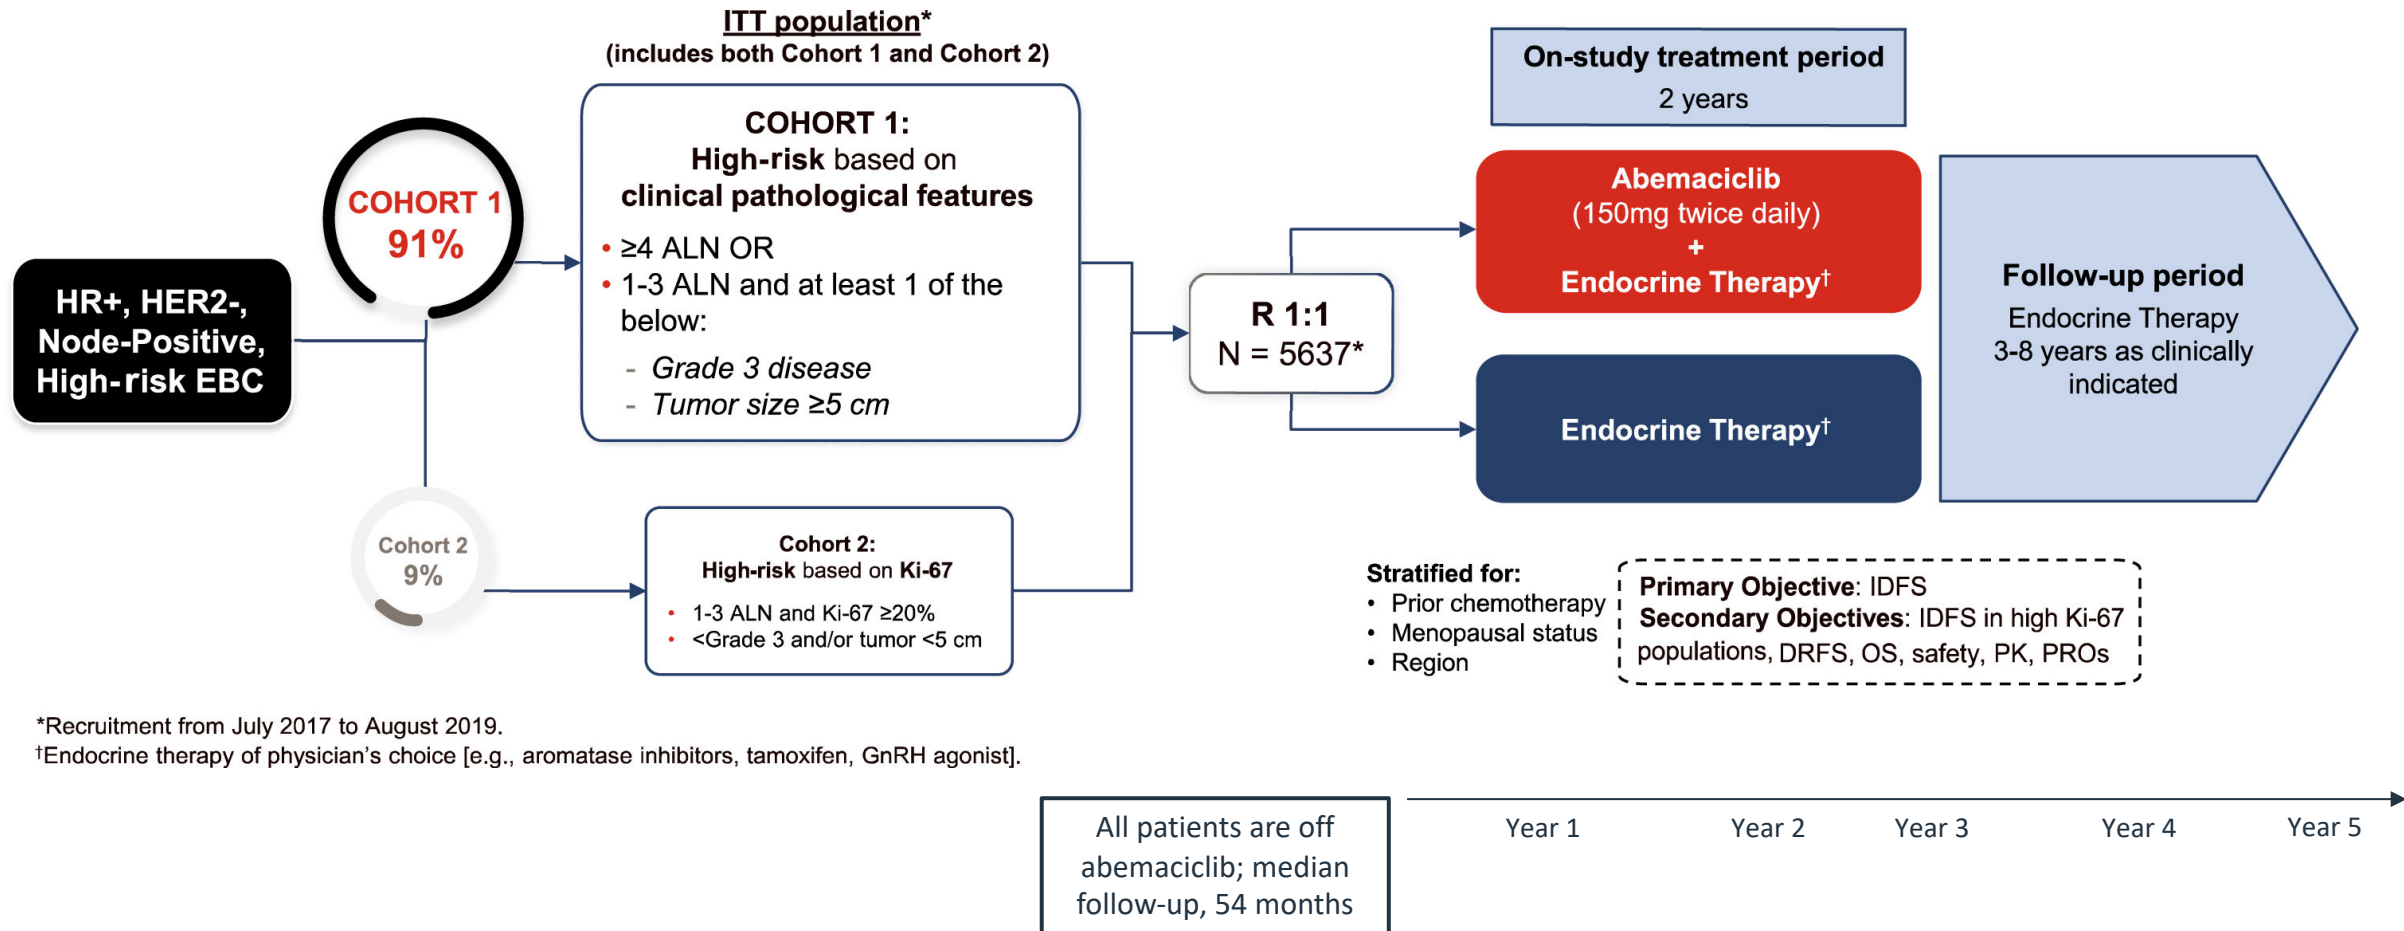 ITT population*
(includes both Cohort 1 and Cohort 2)
HR+, HER2-,
Node-Positive,
High-risk EBC
COHORT 1
91%
COHORT 1:
High-risk based on
clinical pathological features
• ≥4 ALN OR
• 1-3 ALN and at least 1 of the
below:
- Grade 3 disease
- Tumor size ≥5 cm
Cohort 2
9%
Cohort 2:
High-risk based on Ki-67
• 1-3 ALN and Ki-67 ≥20%
• <Grade 3 and/or tumor <5 cm
R 1:1
N = 5637*
On-study treatment period
2 years
Abemaciclib
(150mg twice daily)
+
Endocrine Therapy†
Endocrine Therapy†
Follow-up period
Endocrine Therapy
3-8 years as clinically
indicated
Stratified for:
• Prior chemotherapy
• Menopausal status
• Region
Primary Objective: IDFS
Secondary Objectives: IDFS in high Ki-67
populations, DRFS, OS, safety, PK, PROs
*Recruitment from July 2017 to August 2019.
†Endocrine therapy of physician’s choice [e.g., aromatase inhibitors, tamoxifen, GnRH agonist].
All patients are off
abemaciclib; median
follow-up, 54 months
Year 1
Year 2
Year 3
Year 4
Year 5